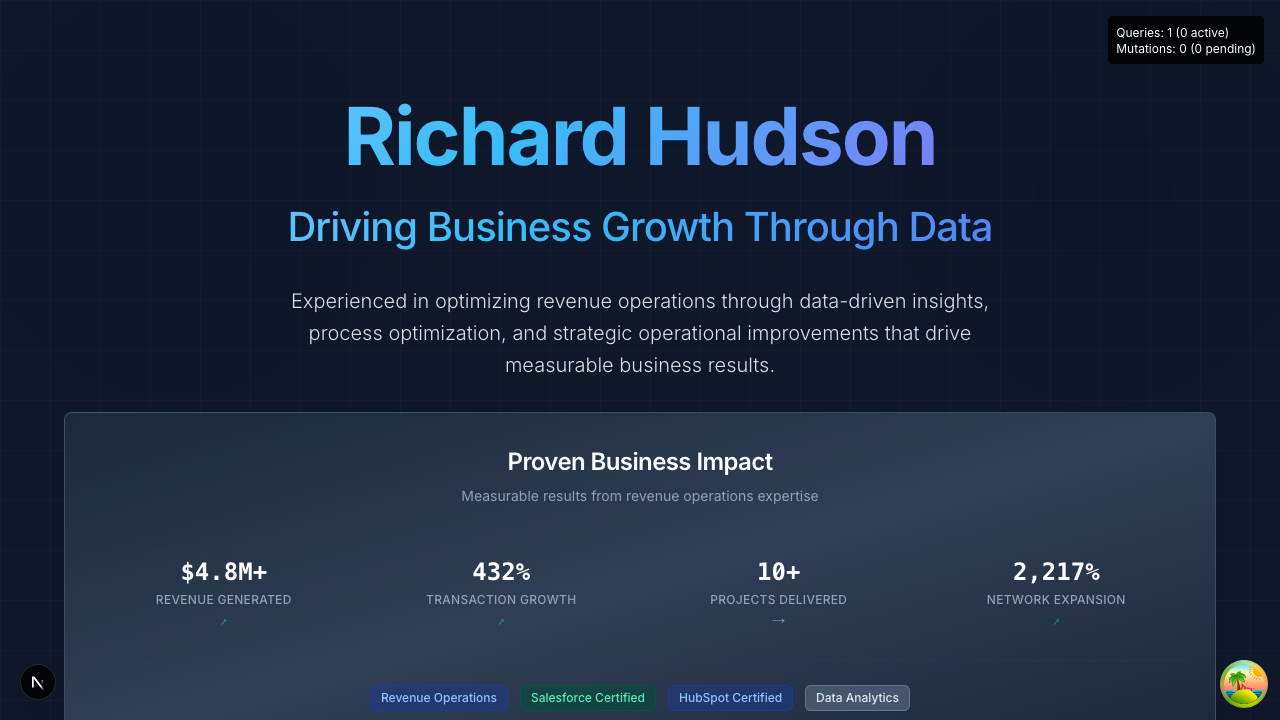 Queries: 1 (0 active)
Mutations: 0 (0 pending)
Richard Hudson
Driving Business Growth Through Data
Experienced in optimizing revenue operations through data-driven insights,
process optimization, and strategic operational improvements that drive
measurable business results.
Proven Business Impact
Measurable results from revenue operations expertise
$4.8M+ 432% 10+ 2,217%
REVENUE GENERATED TRANSACTION GROWTH PROJECTS DELIVERED NETWORK EXPANSION
↗ ↗ → ↗
Revenue Operations Salesforce Certified HubSpot Certified Data Analytics